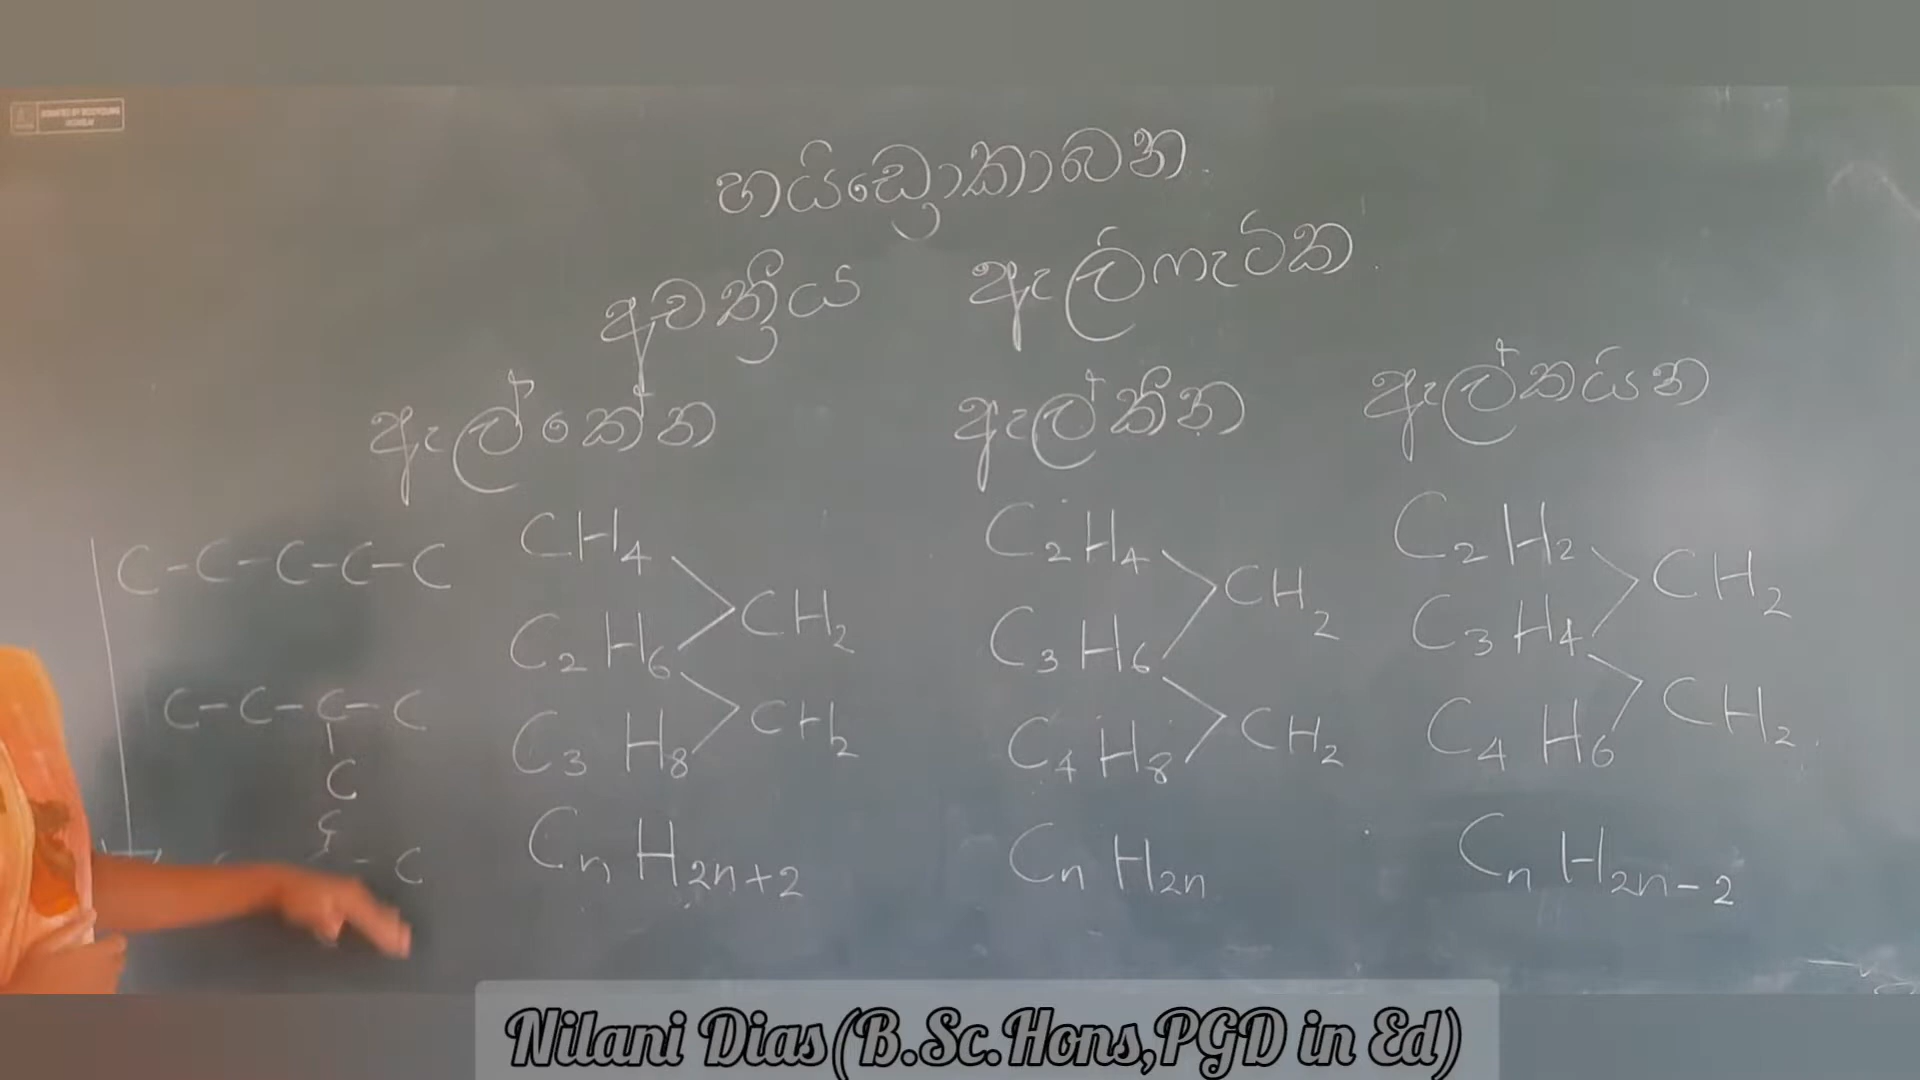 හයිඩ්‍රොකාබන.
අචක්‍රීය ඇල්ෆැටික.
ඇල්කේන ඇල්කීන ඇල්කයින
C-C-C-C-C CH₄ C₂H₄ C₂H₂
CH₂ CH₂ CH₂
C₂H₆ C₃H₆ C₃H₄
C-C-C-C CH₂ CH₂ CH₂
C
C₃H₈ C₄H₈ C₄H₆
C
-C CₙH₂ₙ₊₂ CₙH₂ₙ CₙH₂ₙ₋₂
Nilani Dias(B.Sc.Hons,PGD in Ed)